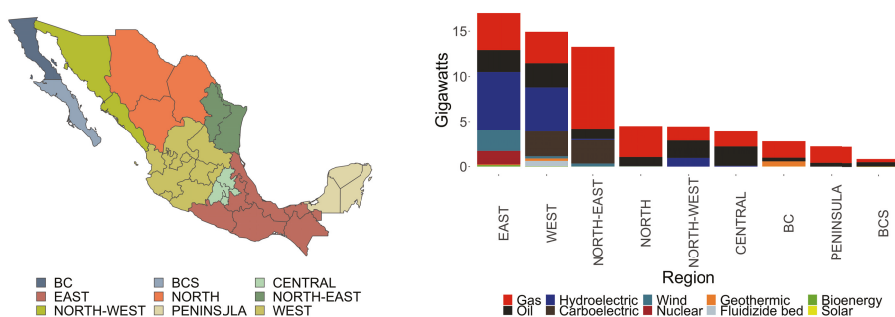 BC
BCS
CENTRAL
EAST
NORTH
NORTH-EAST
NORTH-WEST
PENINSJLA
WEST
Gigawatts
15
10
5
0
EAST
WEST
NORTH-EAST
NORTH
NORTH-WEST
CENTRAL
BC
PENINSULA
BCS
Region
Gas
Hydroelectric
Wind
Geothermic
Bioenergy
Oil
Carboelectric
Nuclear
Fluidizide bed
Solar